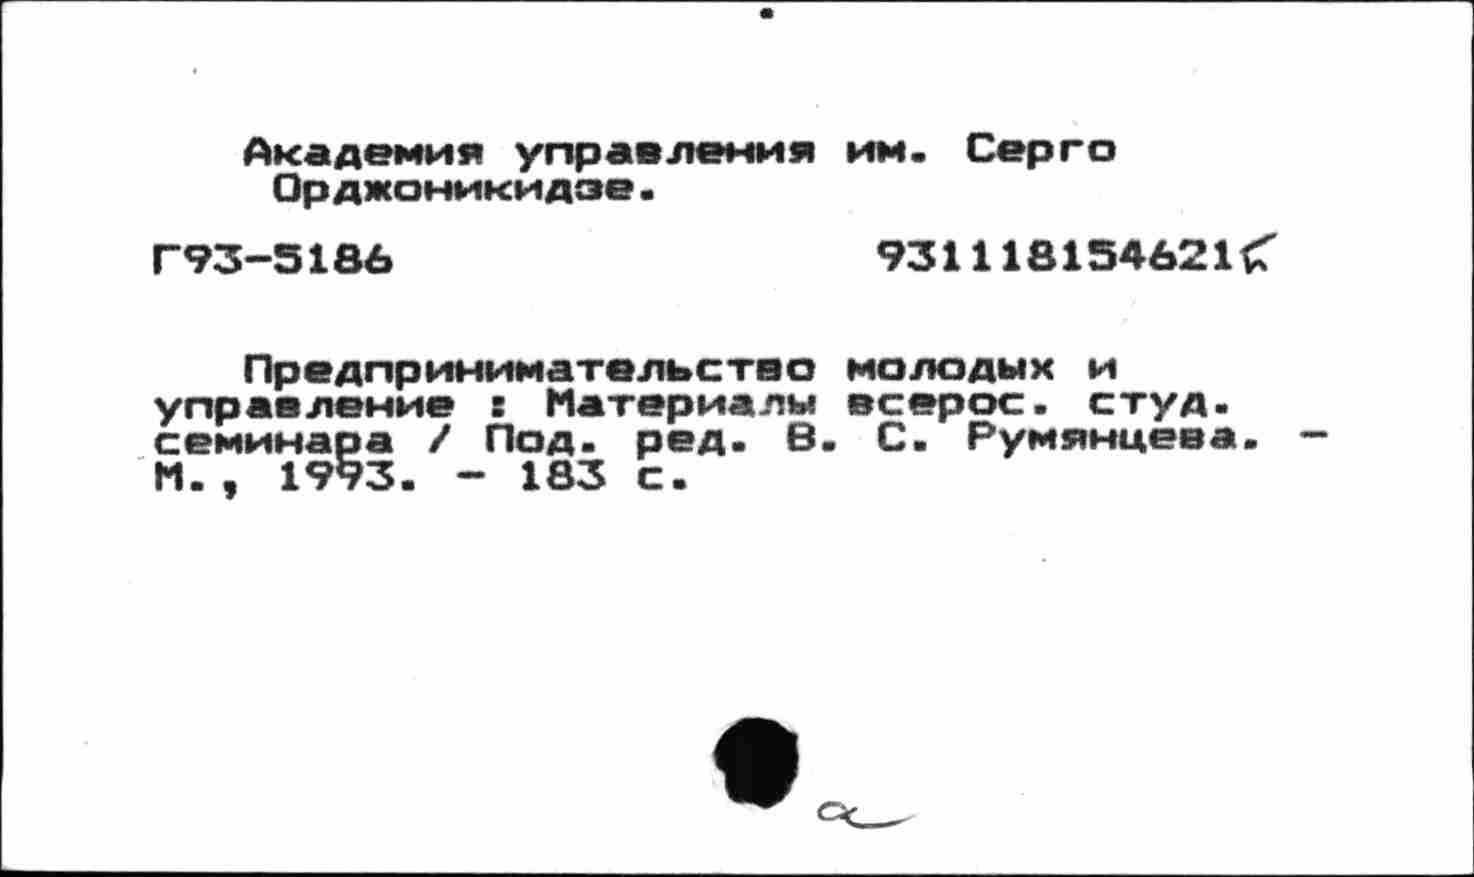 Академия управления им. Серго
Орджоникидзе.
Г93-5186 931118154621
Предпринимательство молодых и
управление : Материалы всерос. студ.
семинара / Под. ред. В. С. Румянцева. -
М., 1993. - 183 с.
а